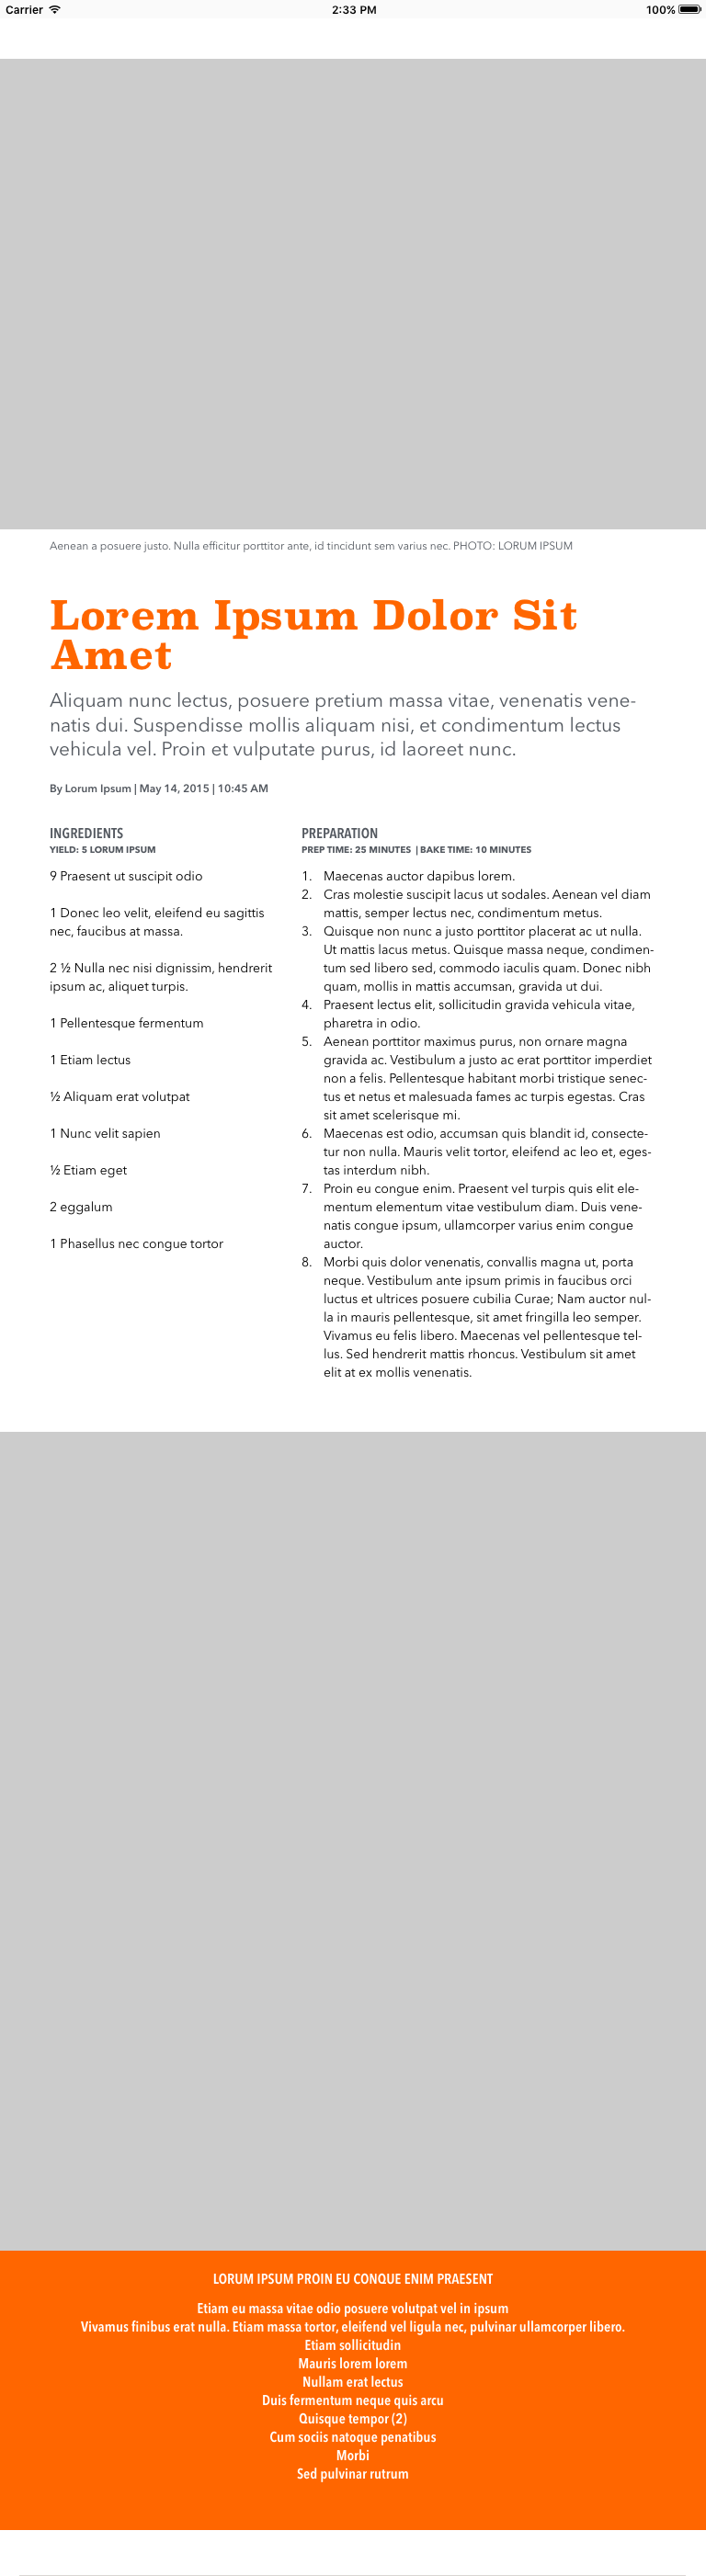 Carrier 2:33 PM 100%
Aenean a posuere justo. Nulla efficitur porttitor ante, id tincidunt sem varius nec. PHOTO: LORUM IPSUM
Lorem Ipsum Dolor Sit
Amet
Aliquam nunc lectus, posuere pretium massa vitae, venenatis vene-
natis dui. Suspendisse mollis aliquam nisi, et condimentum lectus
vehicula vel. Proin et vulputate purus, id laoreet nunc.
By Lorum Ipsum | May 14, 2015 | 10:45 AM
INGREDIENTS
YIELD: 5 LORUM IPSUM
9 Praesent ut suscipit odio
1 Donec leo velit, eleifend eu sagittis
nec, faucibus at massa.
2 ½ Nulla nec nisi dignissim, hendrerit
ipsum ac, aliquet turpis.
1 Pellentesque fermentum
1 Etiam lectus
½ Aliquam erat volutpat
1 Nunc velit sapien
½ Etiam eget
2 eggalum
1 Phasellus nec congue tortor
PREPARATION
PREP TIME: 25 MINUTES | BAKE TIME: 10 MINUTES
1. Maecenas auctor dapibus lorem.
2. Cras molestie suscipit lacus ut sodales. Aenean vel diam
mattis, semper lectus nec, condimentum metus.
3. Quisque non nunc a justo porttitor placerat ac ut nulla.
Ut mattis lacus metus. Quisque massa neque, condimen-
tum sed libero sed, commodo iaculis quam. Donec nibh
quam, mollis in mattis accumsan, gravida ut dui.
4. Praesent lectus elit, sollicitudin gravida vehicula vitae,
pharetra in odio.
5. Aenean porttitor maximus purus, non ornare magna
gravida ac. Vestibulum a justo ac erat porttitor imperdiet
non a felis. Pellentesque habitant morbi tristique senec-
tus et netus et malesuada fames ac turpis egestas. Cras
sit amet scelerisque mi.
6. Maecenas est odio, accumsan quis blandit id, consecte-
tur non nulla. Mauris velit tortor, eleifend ac leo et, eges-
tas interdum nibh.
7. Proin eu congue enim. Praesent vel turpis quis elit ele-
mentum elementum vitae vestibulum diam. Duis vene-
natis congue ipsum, ullamcorper varius enim congue
auctor.
8. Morbi quis dolor venenatis, convallis magna ut, porta
neque. Vestibulum ante ipsum primis in faucibus orci
luctus et ultrices posuere cubilia Curae; Nam auctor nul-
la in mauris pellentesque, sit amet fringilla leo semper.
Vivamus eu felis libero. Maecenas vel pellentesque tel-
lus. Sed hendrerit mattis rhoncus. Vestibulum sit amet
elit at ex mollis venenatis.
LORUM IPSUM PROIN EU CONQUE ENIM PRAESENT
Etiam eu massa vitae odio posuere volutpat vel in ipsum
Vivamus finibus erat nulla. Etiam massa tortor, eleifend vel ligula nec, pulvinar ullamcorper libero.
Etiam sollicitudin
Mauris lorem lorem
Nullam erat lectus
Duis fermentum neque quis arcu
Quisque tempor (2)
Cum sociis natoque penatibus
Morbi
Sed pulvinar rutrum